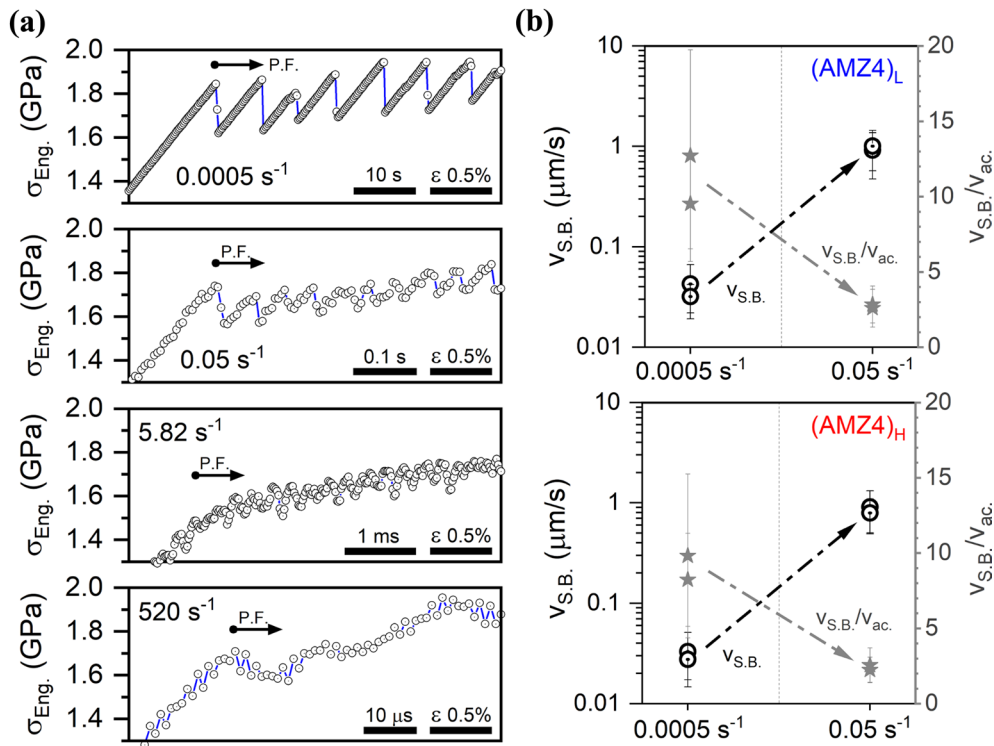 (a)
2.0
1.8
1.6
1.4
σEng. (GPa)
P.F.
0.0005 s-1
10 s
ε 0.5%
2.0
1.8
1.6
1.4
σEng. (GPa)
P.F.
0.05 s-1
0.1 s
ε 0.5%
2.0
1.8
1.6
1.4
σEng. (GPa)
5.82 s-1
P.F.
1 ms
ε 0.5%
2.0
1.8
1.6
1.4
σEng. (GPa)
520 s-1
P.F.
10 μs
ε 0.5%
(b)
10
1
0.1
0.01
vS.B. (μm/s)
(AMZ4)L
vS.B./vac.
vS.B.
20
15
10
5
0
vS.B./vac.
0.0005 s-1
0.05 s-1
10
1
0.1
0.01
vS.B. (μm/s)
(AMZ4)H
vS.B./vac.
vS.B.
20
15
10
5
0
vS.B./vac.
0.0005 s-1
0.05 s-1